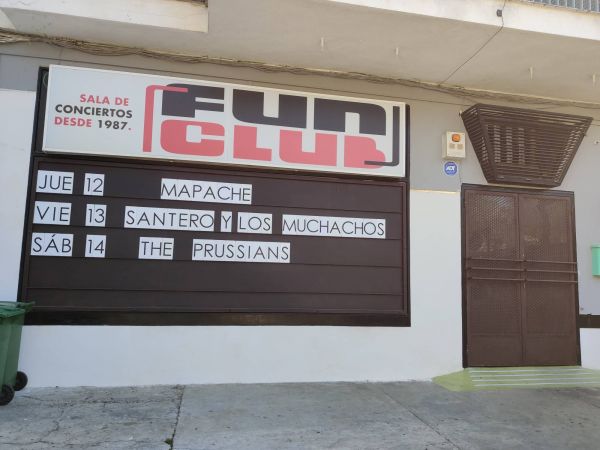 SALA DE
CONCIERTOS
DESDE 1987.
FUN
CLUB
JUE 12 MAPACHE
VIE 13 SANTERO Y LOS MUCHACHOS
SÁB 14 THE PRUSSIANS
ADT